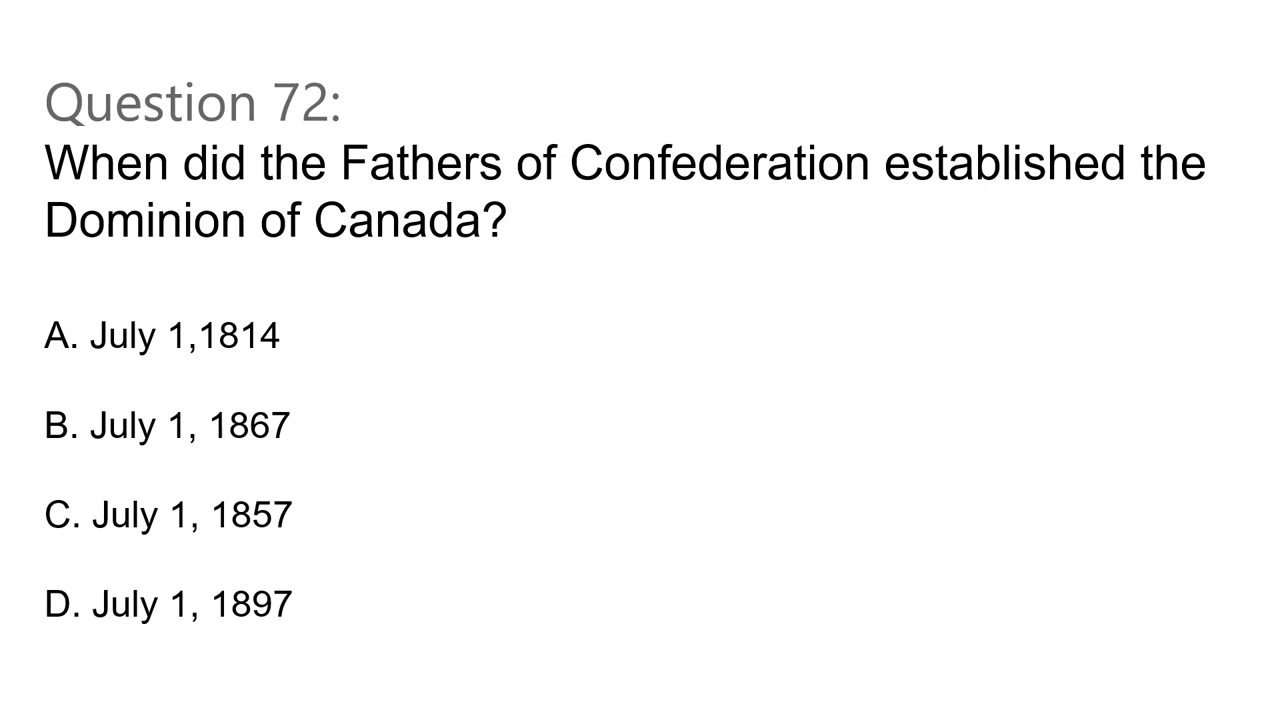 Question 72:
When did the Fathers of Confederation established the
Dominion of Canada?
A. July 1,1814
B. July 1, 1867
C. July 1, 1857
D. July 1, 1897